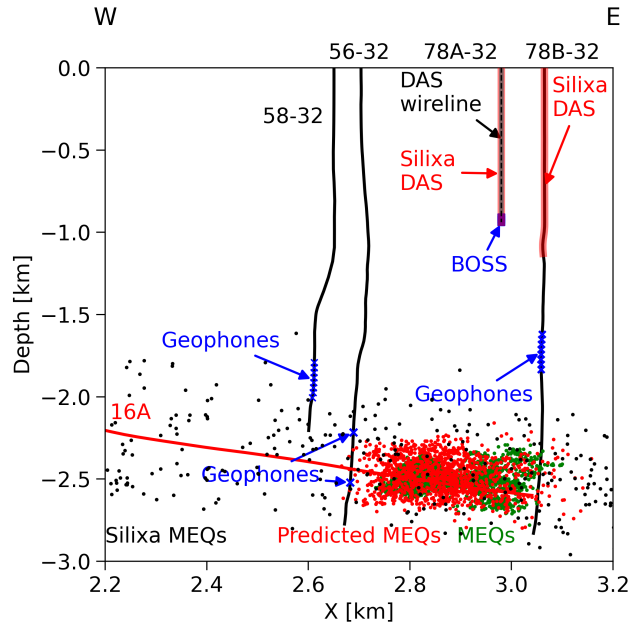 W E
56-32 78A-32 78B-32
0.0
DAS
wireline
Silixa
DAS
58-32
−0.5
Silixa
DAS
−1.0
BOSS
−1.5
Geophones
Depth [km]
−2.0
Geophones
16A
−2.5
Geophones
Silixa MEQs Predicted MEQs MEQs
−3.0
2.2 2.4 2.6 2.8 3.0 3.2
X [km]